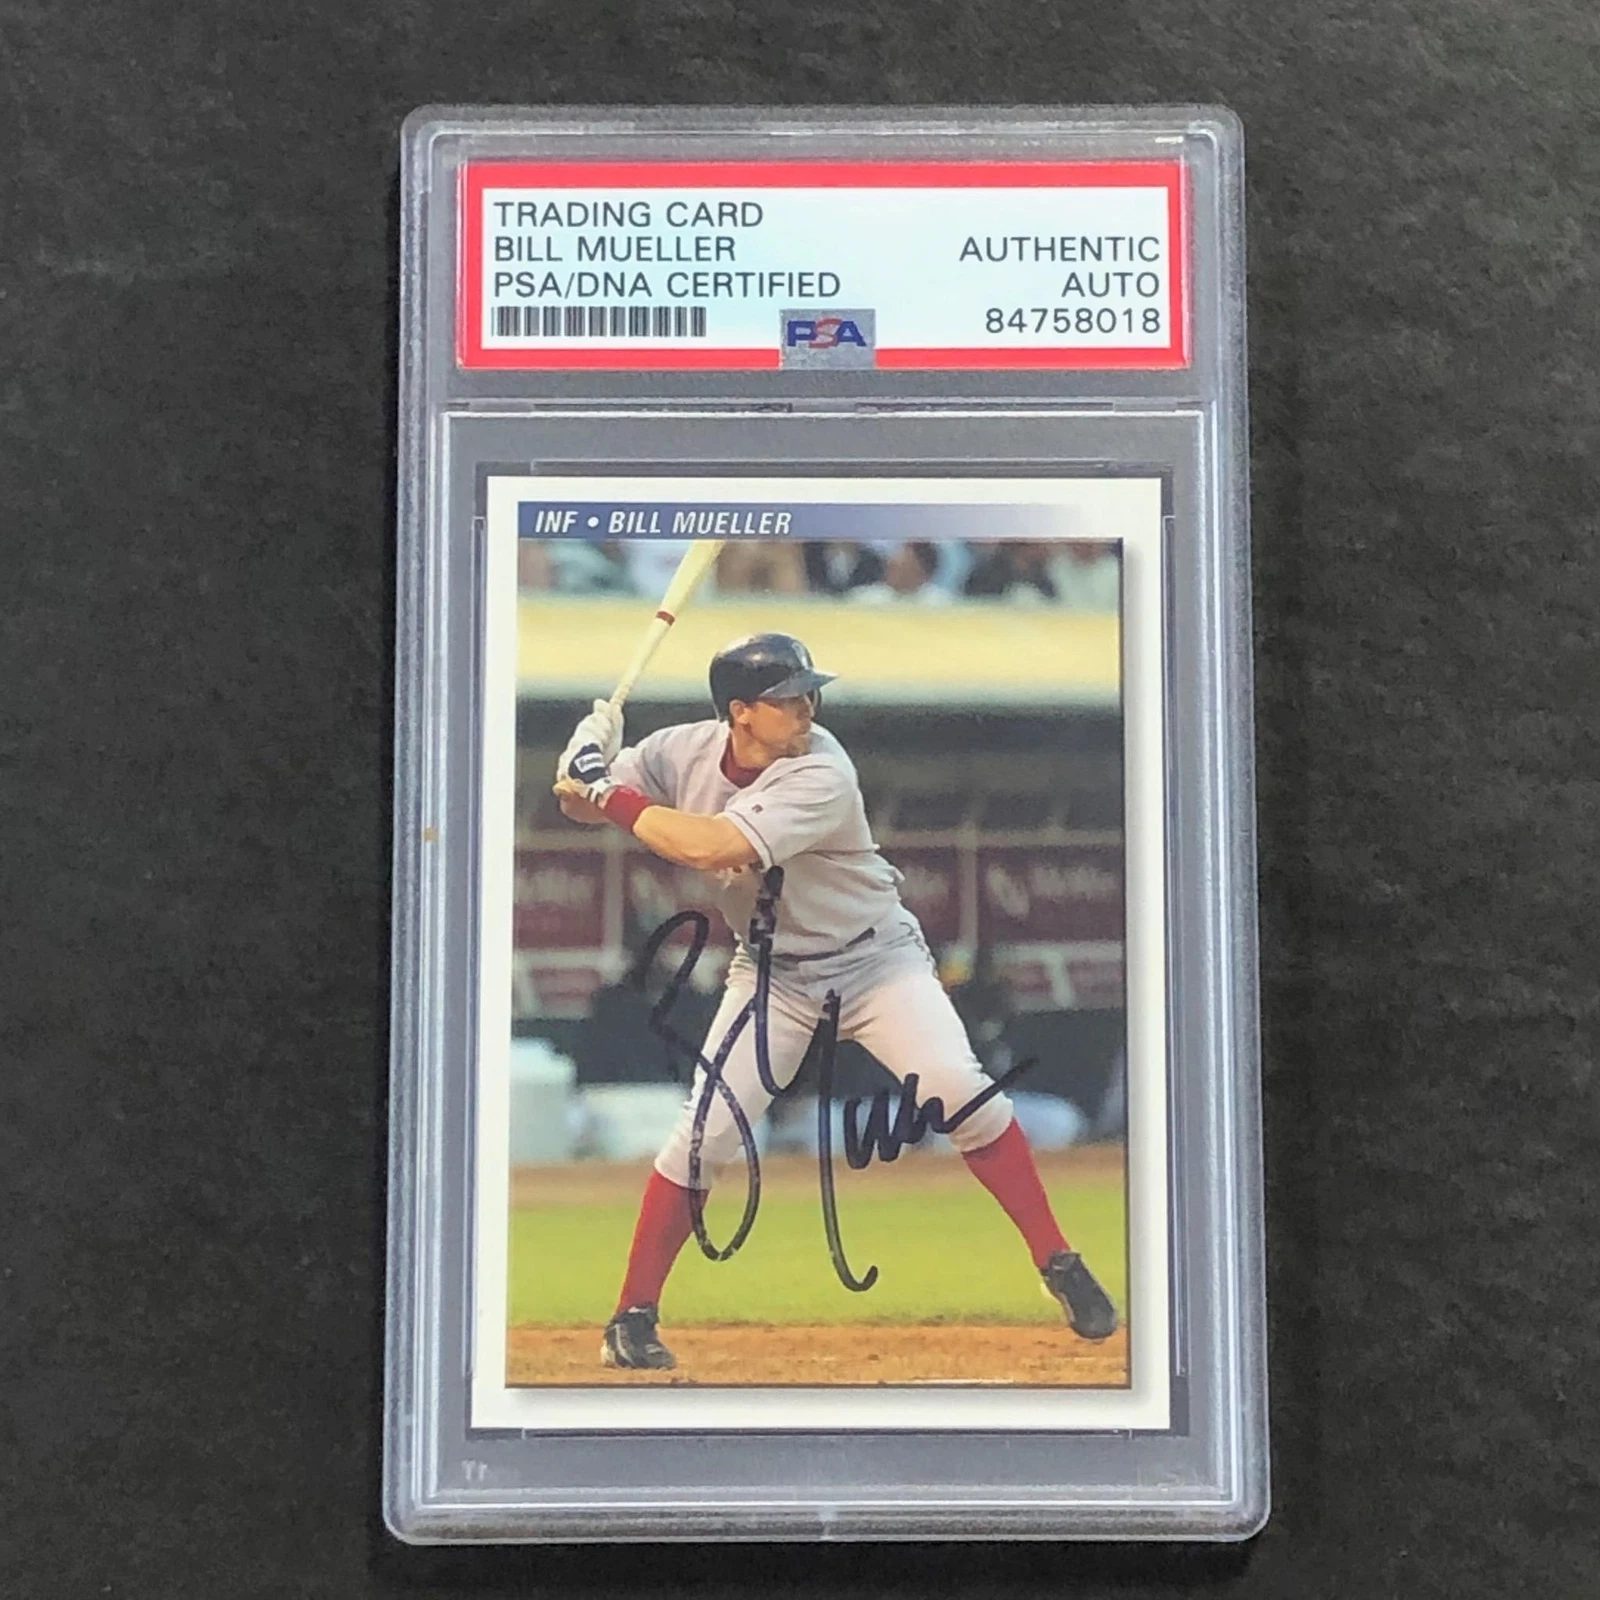 TRADING CARD
BILL MUELLER
PSA/DNA CERTIFIED
AUTHENTIC
AUTO
84758018
PSA
INF • BILL MUELLER